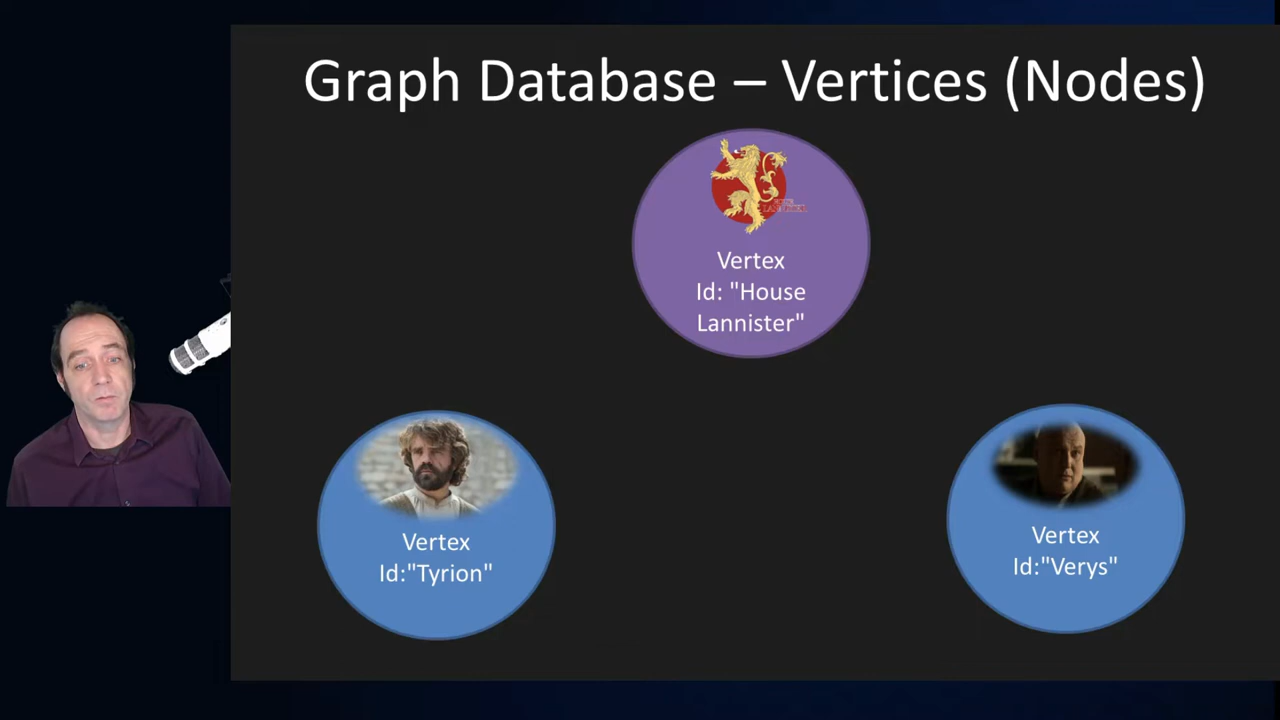 Graph Database – Vertices (Nodes)
Vertex
Id: "House
Lannister"
Vertex
Id:"Tyrion"
Vertex
Id:"Verys"